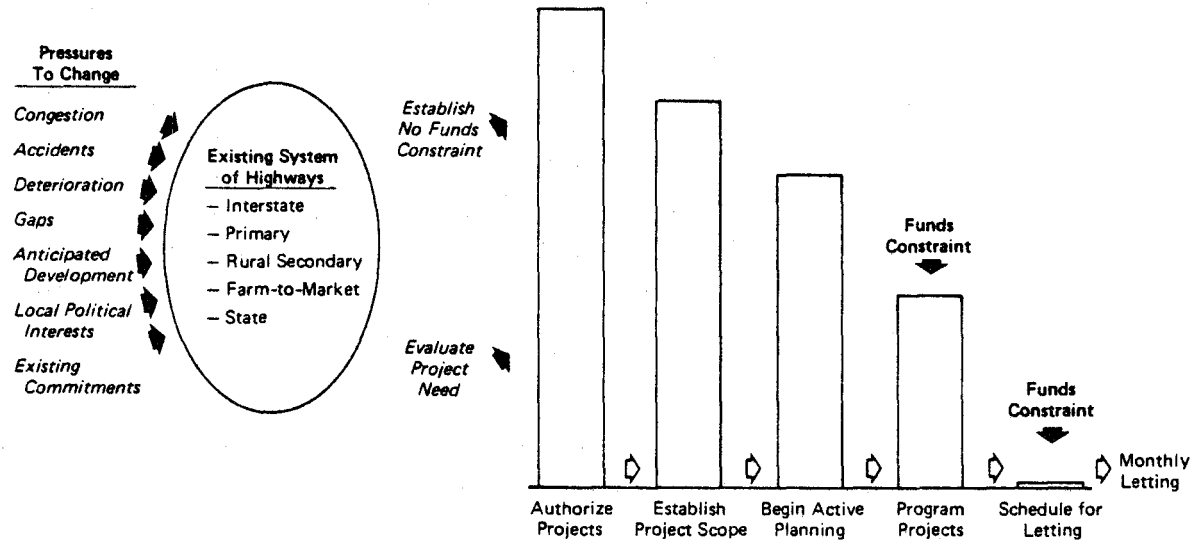 Pressures
To Change
Congestion
Accidents
Deterioration
Gaps
Anticipated
Development
Local Political
Interests
Existing
Commitments
Existing System
of Highways
– Interstate
– Primary
– Rural Secondary
– Farm-to-Market
– State
Establish
No Funds
Constraint
Evaluate
Project
Need
Funds
Constraint
Funds
Constraint
Monthly
Letting
Authorize
Projects
Establish
Project Scope
Begin Active
Planning
Program
Projects
Schedule for
Letting